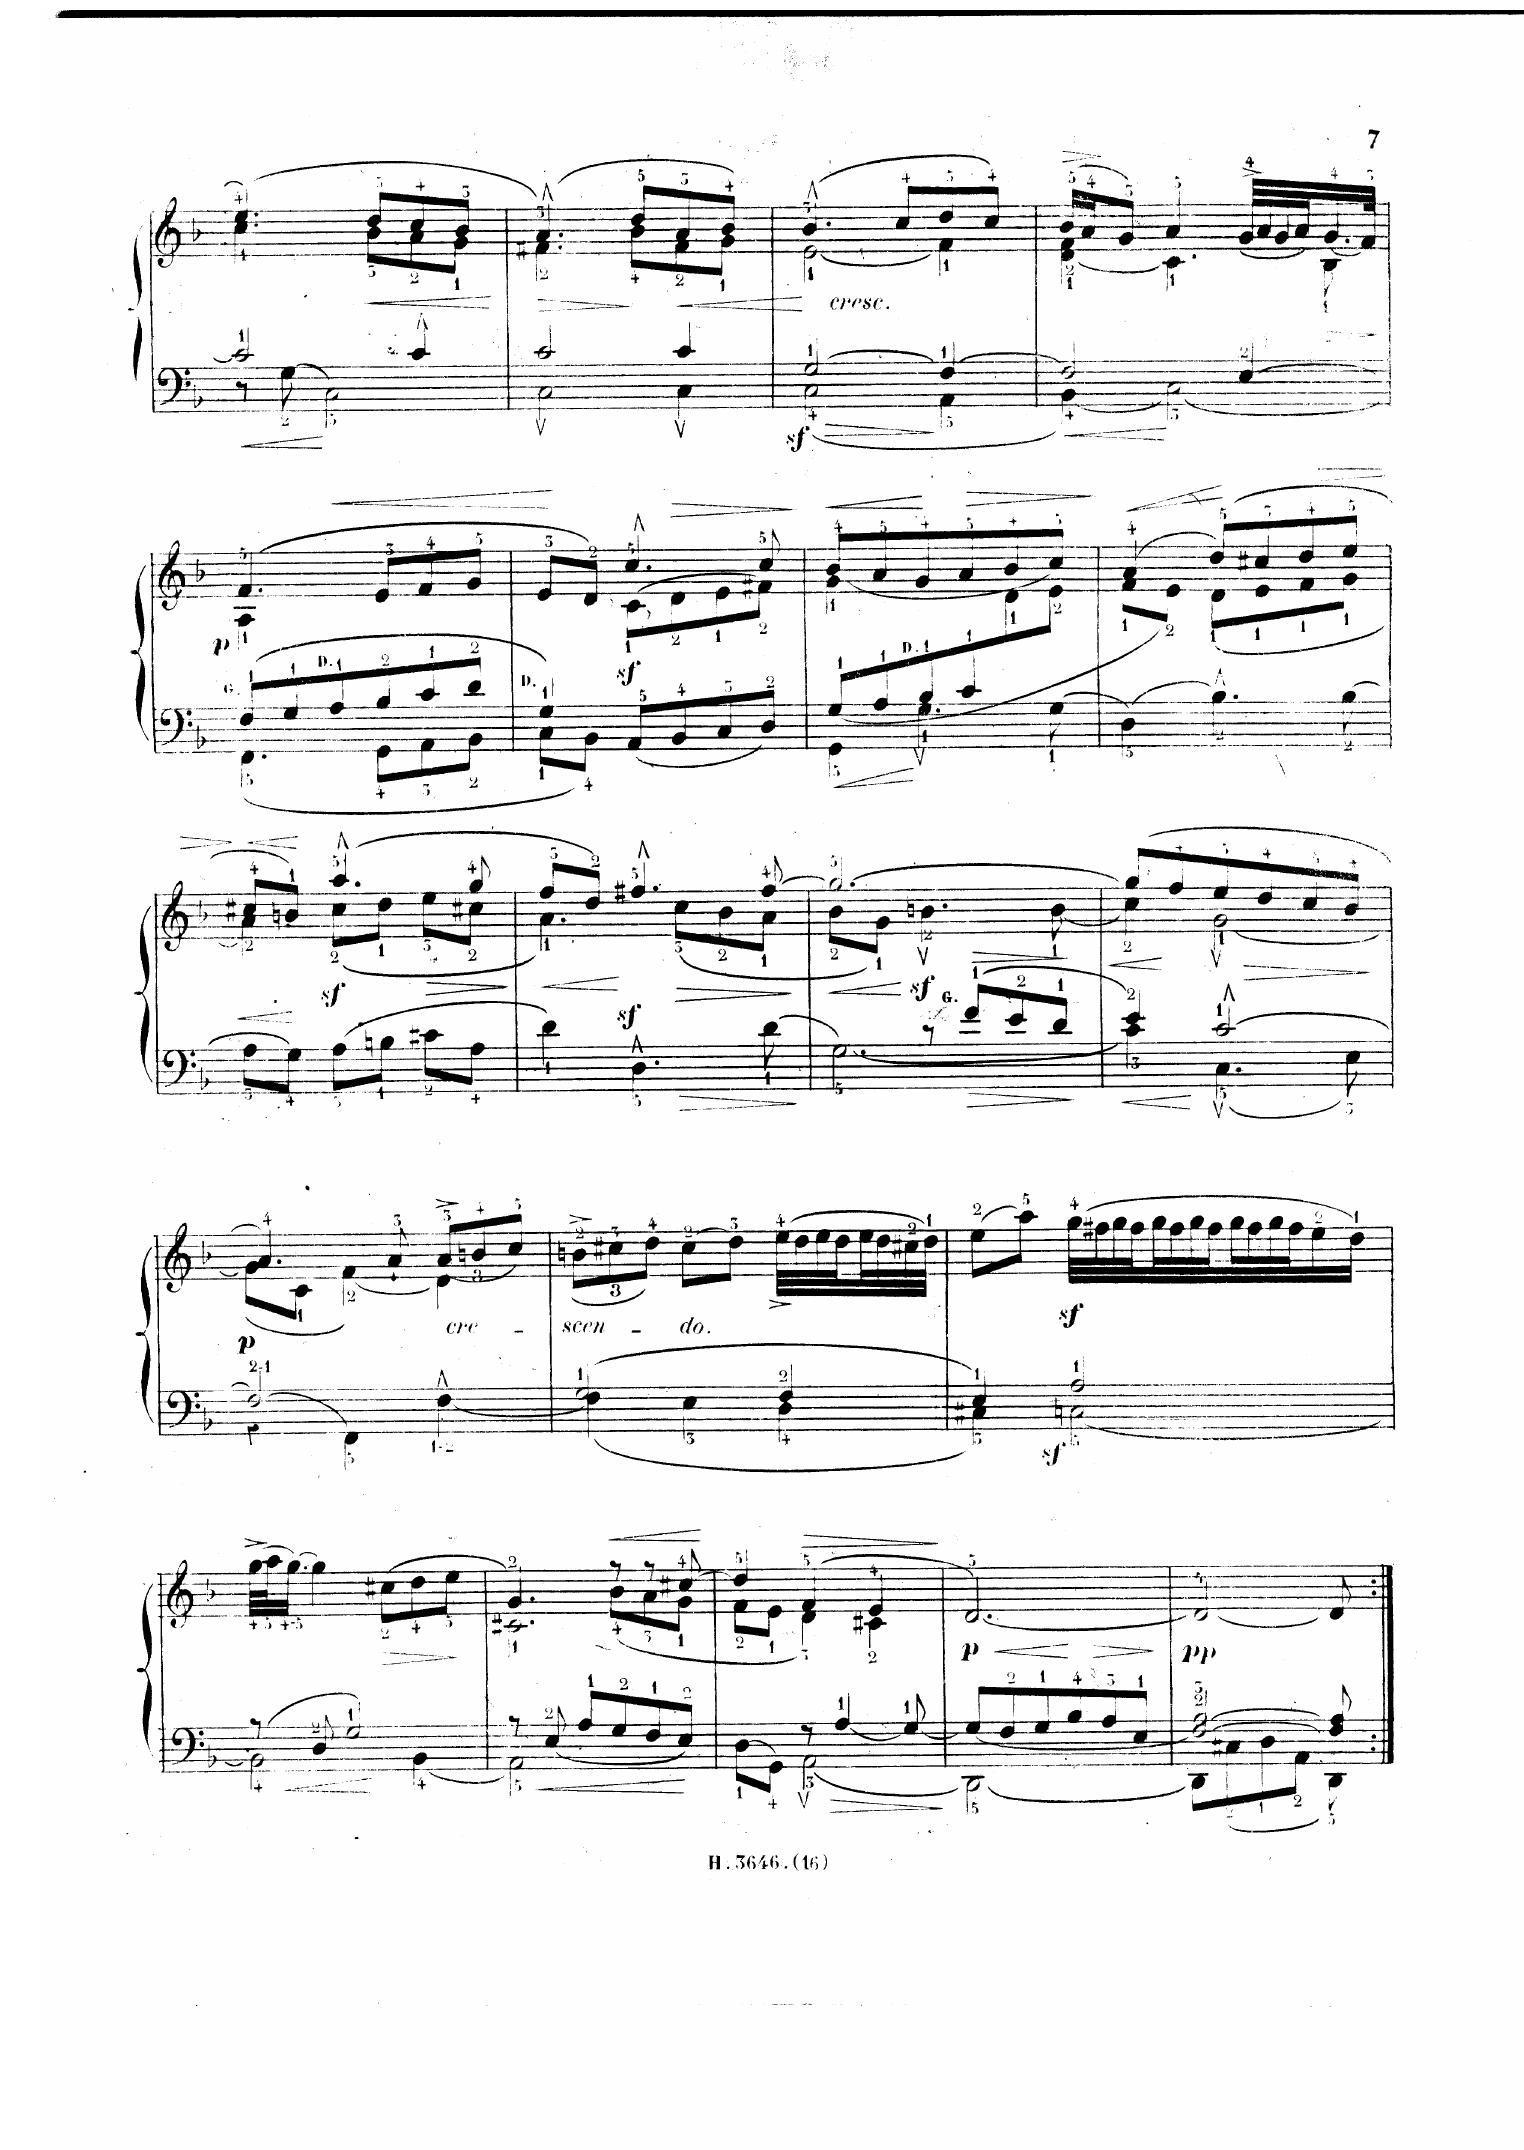 7
cresc.
sf
p
G.
D.
D.
sf
D.
sf
sf
sf
G.
p
cre - scen - do.
sf
sf
p
pp
H. 3646. (16)